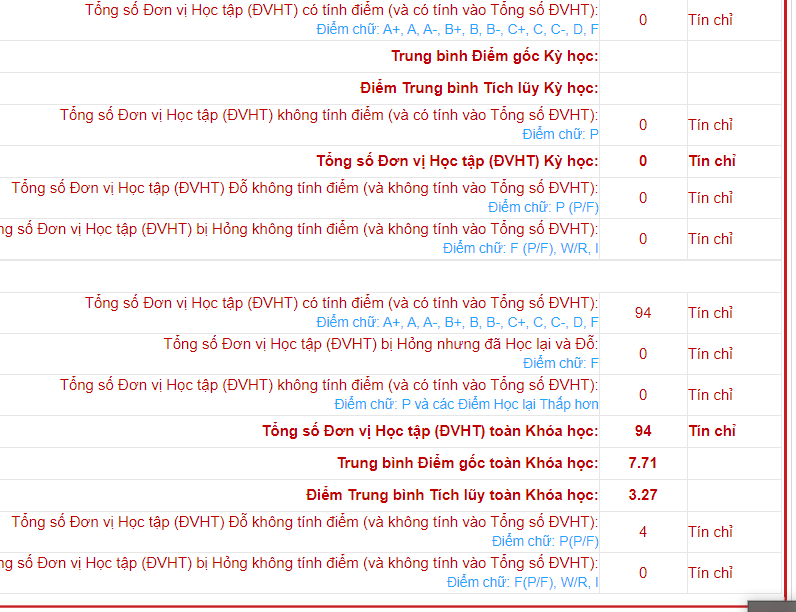 Tổng số Đơn vị Học tập (ĐVHT) có tính điểm (và có tính vào Tổng số ĐVHT): 0 Tín chỉ
Điểm chữ: A+, A, A-, B+, B, B-, C+, C, C-, D, F
Trung bình Điểm gốc Kỳ học:
Điểm Trung bình Tích lũy Kỳ học:
Tổng số Đơn vị Học tập (ĐVHT) không tính điểm (và có tính vào Tổng số ĐVHT): 0 Tín chỉ
Điểm chữ: P
Tổng số Đơn vị Học tập (ĐVHT) Kỳ học: 0 Tín chỉ
Tổng số Đơn vị Học tập (ĐVHT) Đỗ không tính điểm (và không tính vào Tổng số ĐVHT): 0 Tín chỉ
Điểm chữ: P (P/F)
ng số Đơn vị Học tập (ĐVHT) bị Hỏng không tính điểm (và không tính vào Tổng số ĐVHT): 0 Tín chỉ
Điểm chữ: F (P/F), W/R, I
Tổng số Đơn vị Học tập (ĐVHT) có tính điểm (và có tính vào Tổng số ĐVHT): 94 Tín chỉ
Điểm chữ: A+, A, A-, B+, B, B-, C+, C, C-, D, F
Tổng số Đơn vị Học tập (ĐVHT) bị Hỏng nhưng đã Học lại và Đỗ: 0 Tín chỉ
Điểm chữ: F
Tổng số Đơn vị Học tập (ĐVHT) không tính điểm (và có tính vào Tổng số ĐVHT): 0 Tín chỉ
Điểm chữ: P và các Điểm Học lại Thấp hơn
Tổng số Đơn vị Học tập (ĐVHT) toàn Khóa học: 94 Tín chỉ
Trung bình Điểm gốc toàn Khóa học: 7.71
Điểm Trung bình Tích lũy toàn Khóa học: 3.27
Tổng số Đơn vị Học tập (ĐVHT) Đỗ không tính điểm (và không tính vào Tổng số ĐVHT): 4 Tín chỉ
Điểm chữ: P(P/F)
ng số Đơn vị Học tập (ĐVHT) bị Hỏng không tính điểm (và không tính vào Tổng số ĐVHT): 0 Tín chỉ
Điểm chữ: F(P/F), W/R, I